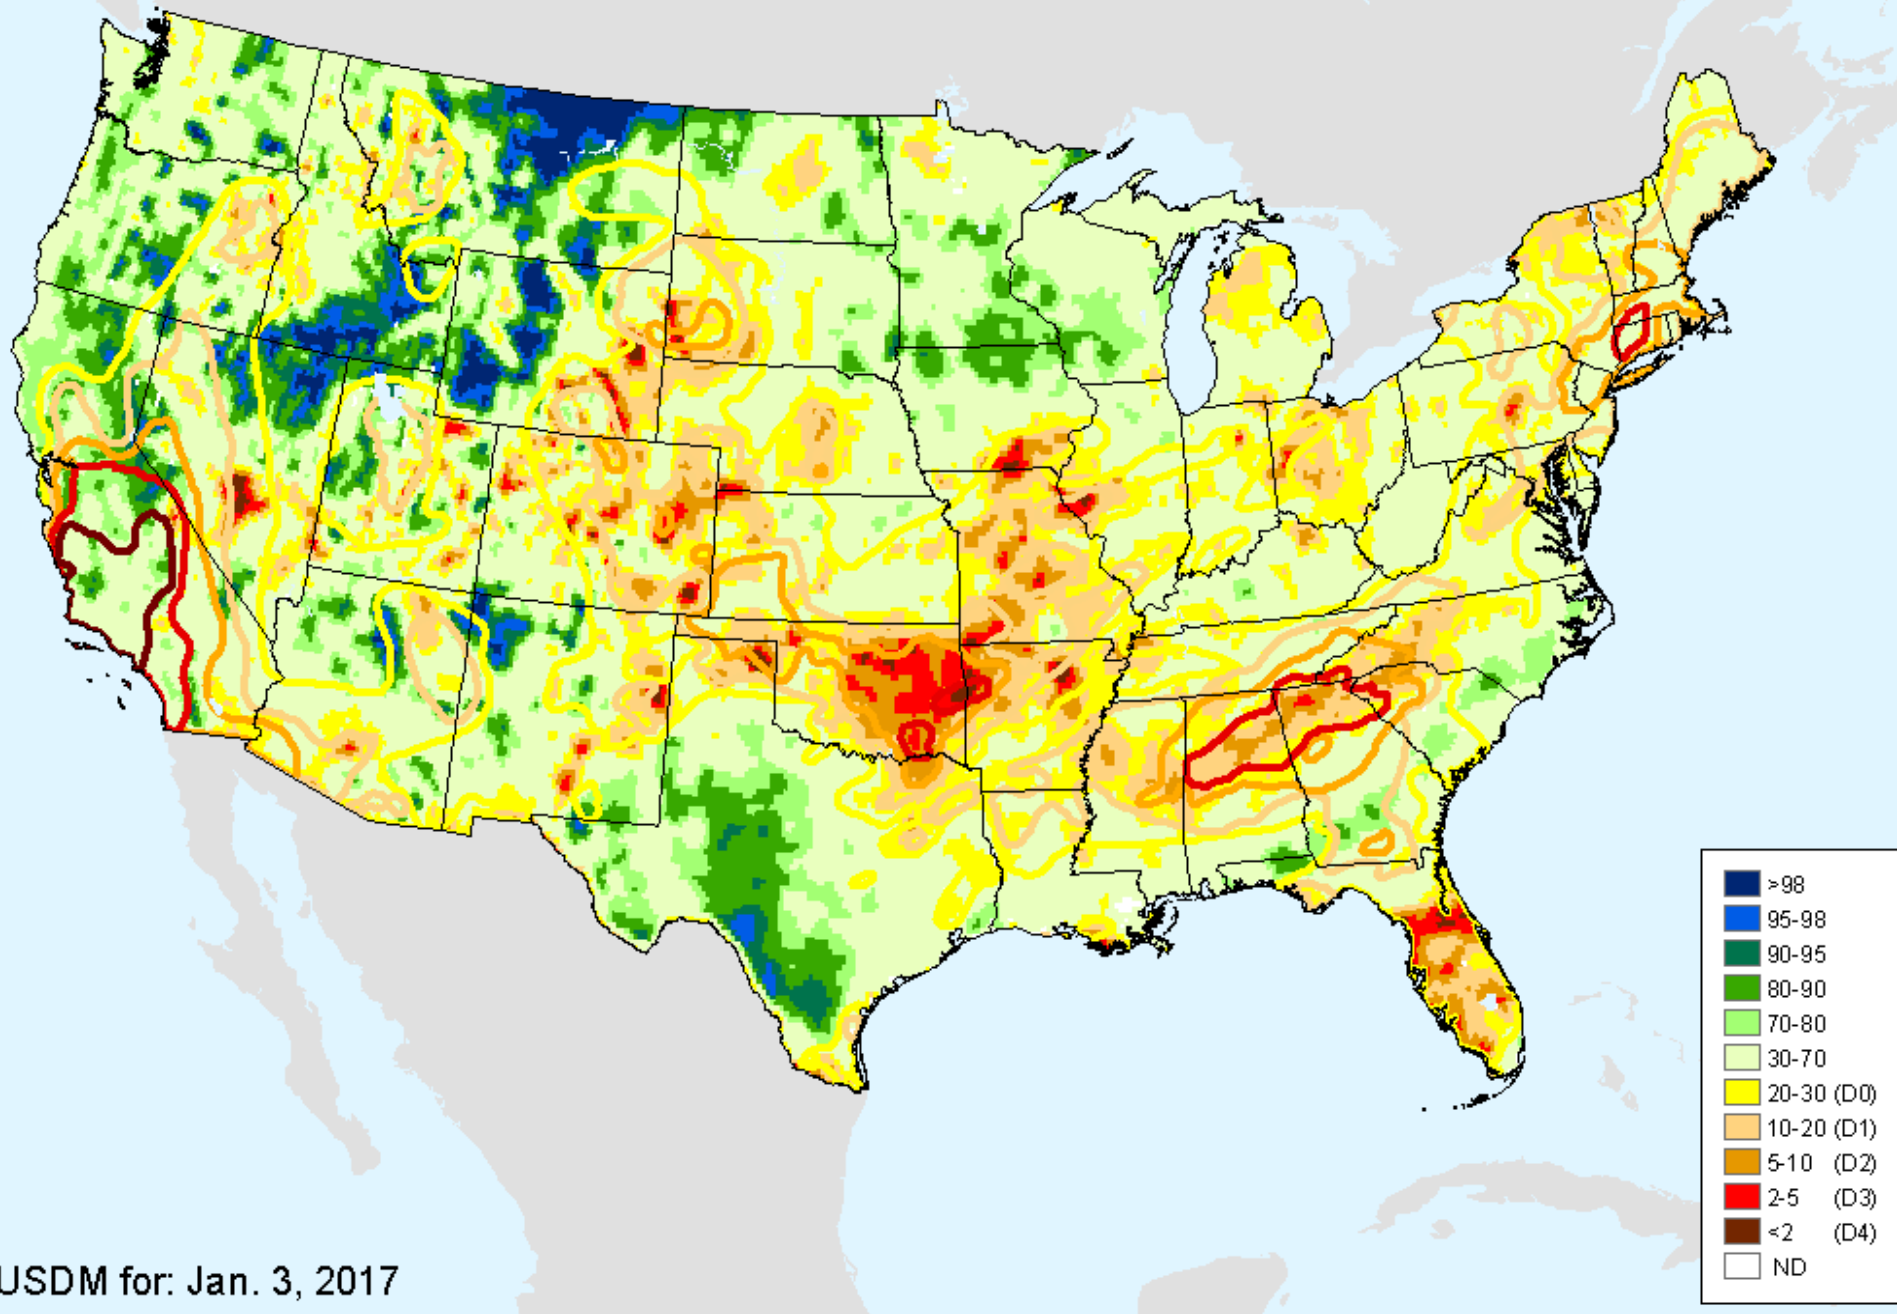 >98
95-98
90-95
80-90
70-80
30-70
20-30 (D0)
10-20 (D1)
5-10 (D2)
2-5 (D3)
<2 (D4)
ND
USDM for: Jan. 3, 2017